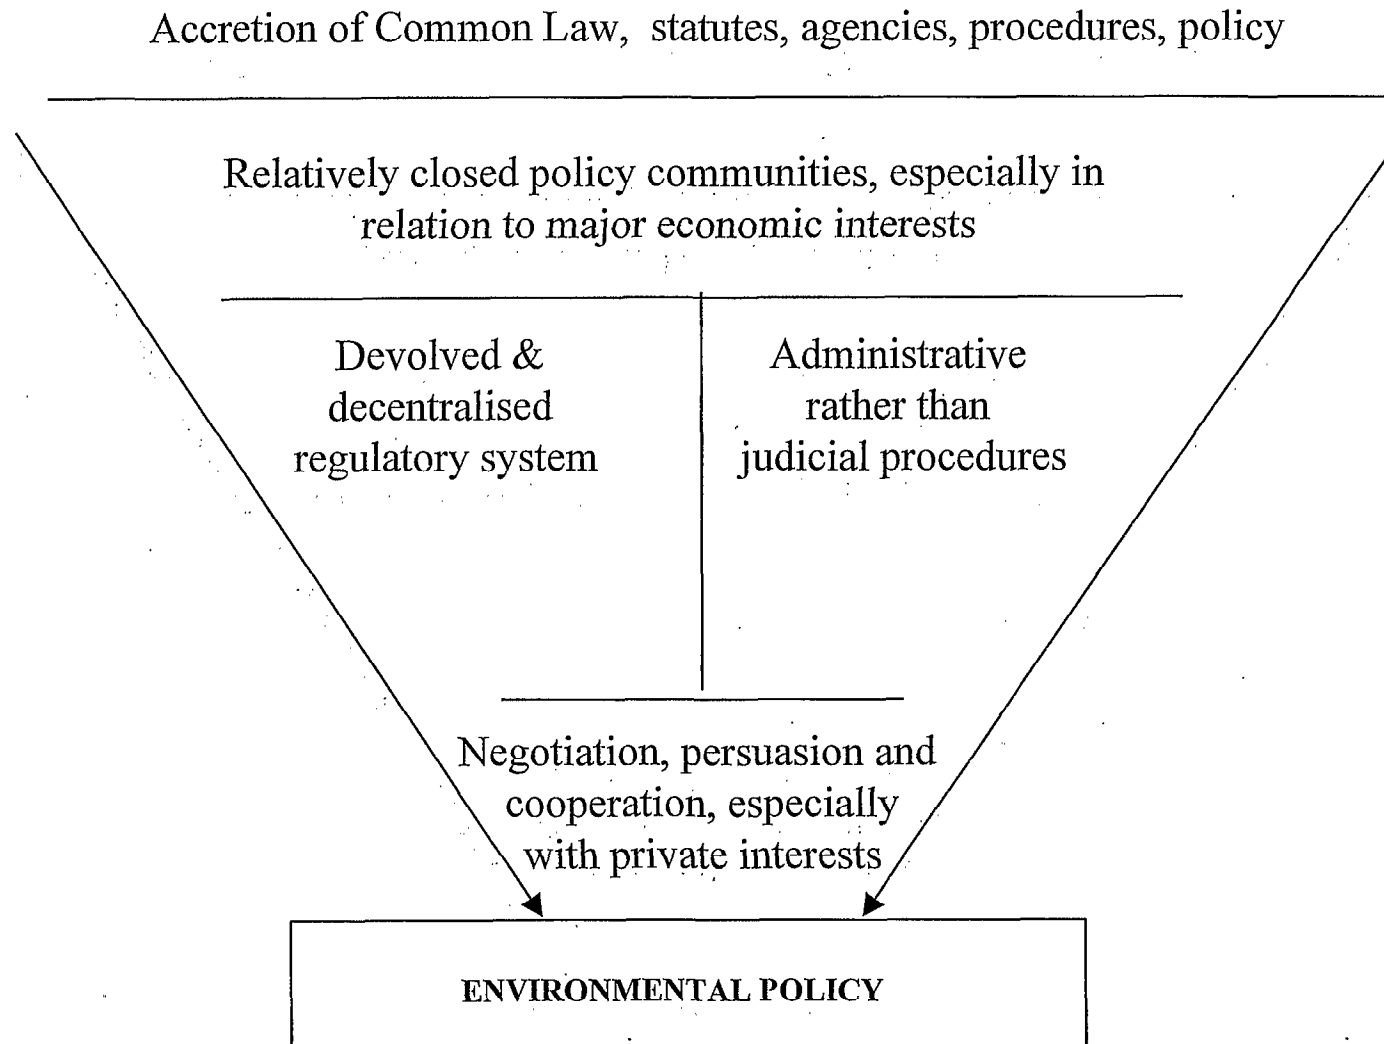 Accretion of Common Law, statutes, agencies, procedures, policy
Relatively closed policy communities, especially in
relation to major economic interests
Devolved &
decentralised
regulatory system
Administrative
rather than
judicial procedures
Negotiation, persuasion and
cooperation, especially
with private interests
ENVIRONMENTAL POLICY